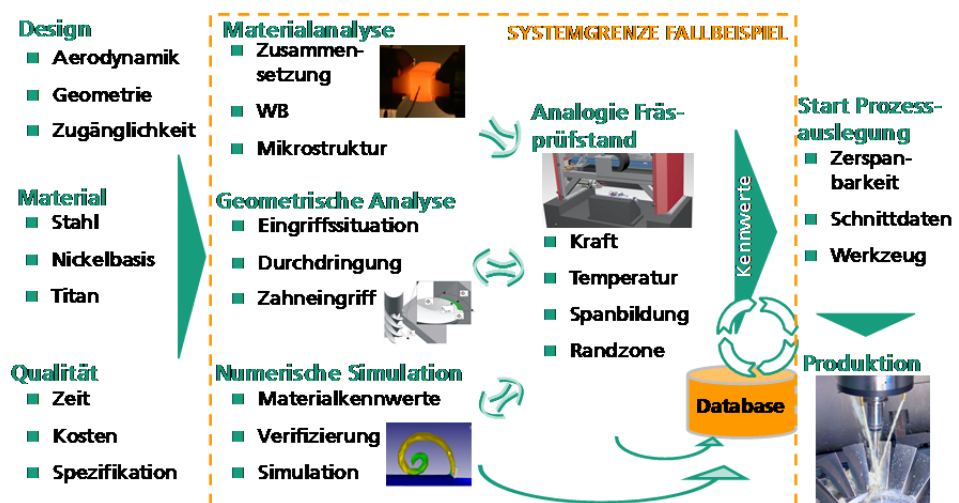 Design
Aerodynamik
Geometrie
Zugänglichkeit
Material
Stahl
Nickelbasis
Titan
Qualität
Zeit
Kosten
Spezifikation
Materialanalyse
Zusammen-
setzung
WB
Mikrostruktur
Geometrische Analyse
Eingriffssituation
Durchdringung
Zahneingriff
Numerische Simulation
Materialkennwerte
Verifizierung
Simulation
SYSTEMGRENZE FALLBEISPIEL
Analogie Fräs-
prüfstand
Kraft
Temperatur
Spanbildung
Randzone
Kennwerte
Database
Start Prozess-
auslegung
Zerspan-
barkeit
Schnittdaten
Werkzeug
Produktion